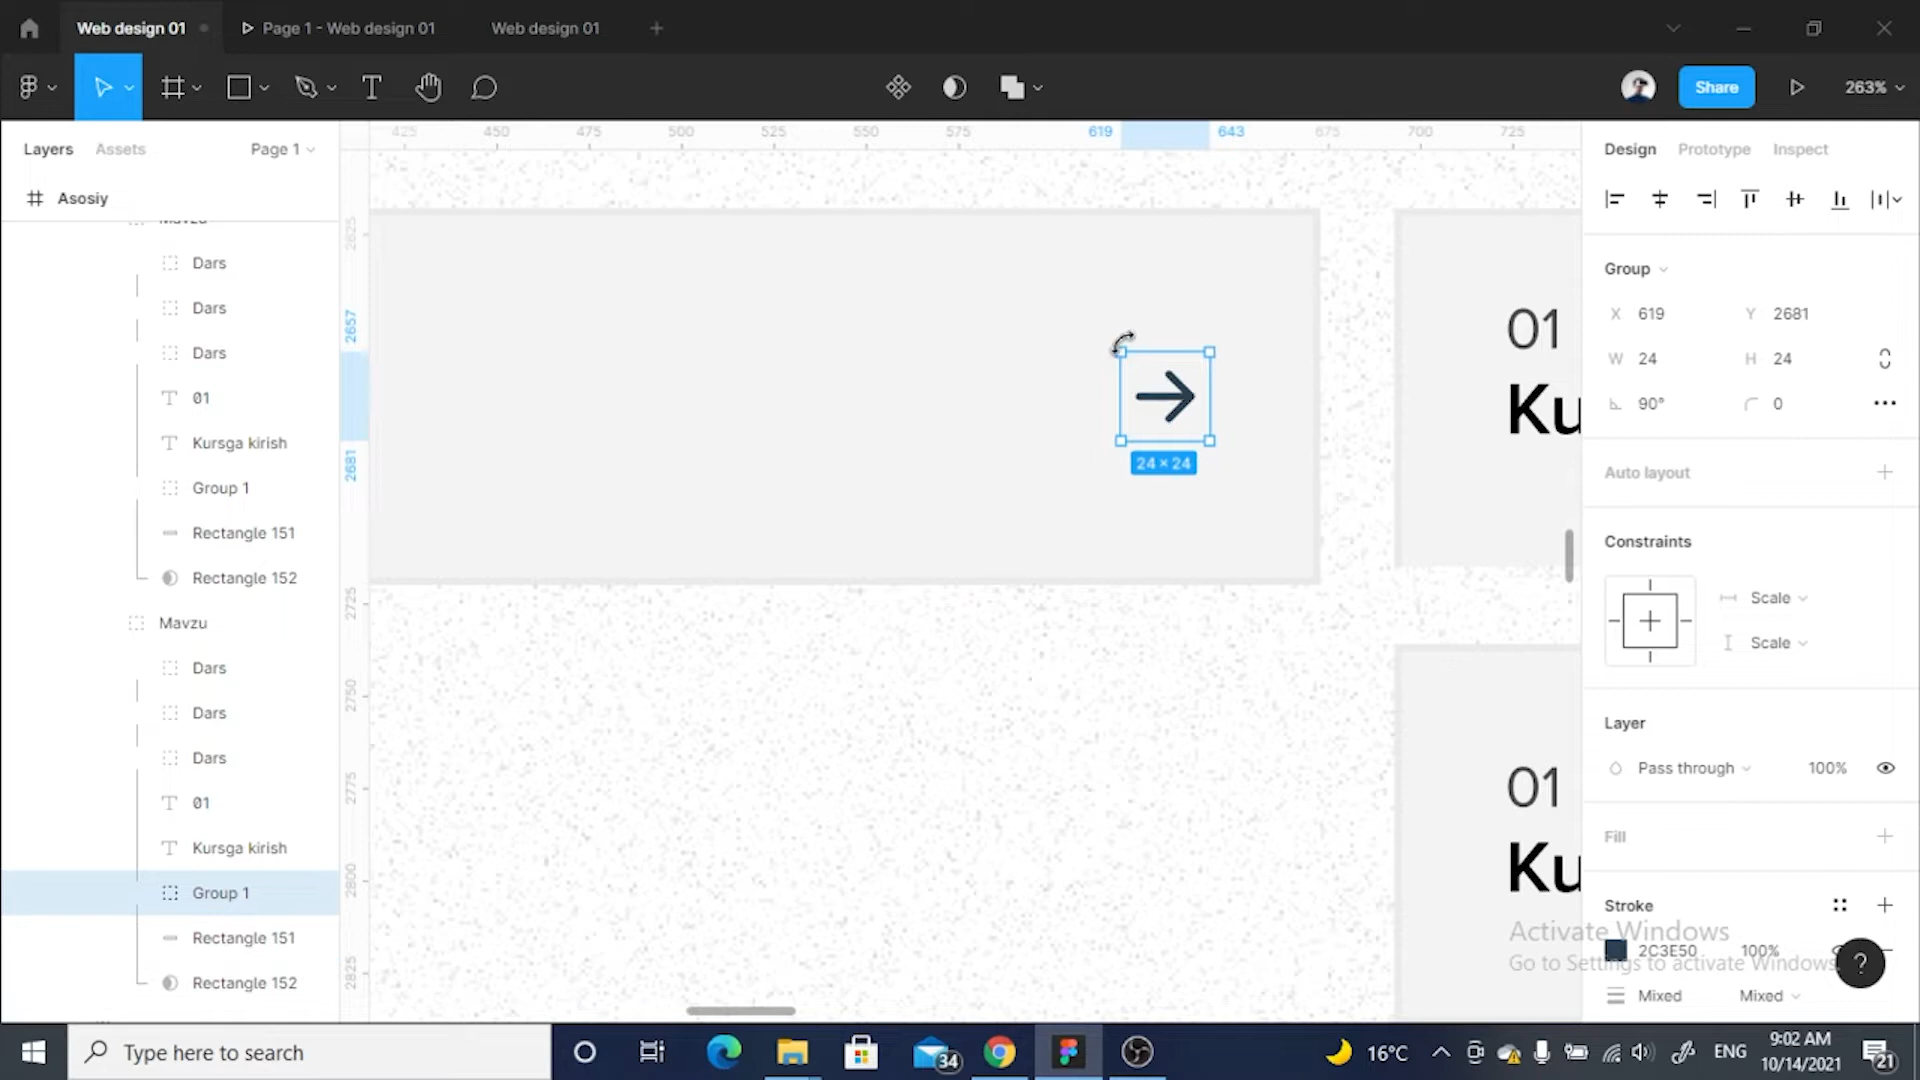 Web design 01
Page 1 - Web design 01
Web design 01
Share
263%
Layers
Assets
Page 1
Asosiy
Mavzu
Dars
Dars
Dars
01
Kursga kirish
Group 1
Rectangle 151
Rectangle 152
Mavzu
Dars
Dars
Dars
01
Kursga kirish
Group 1
Rectangle 151
Rectangle 152
425 450 475 500 525 550 575 619 643 675 700 725
2625
2657
2681
2725
2750
2775
2800
2825
24 × 24
01
Ku
01
Ku
Design
Prototype
Inspect
Group
X 619 Y 2681
W 24 H 24
90° 0
Auto layout
Constraints
Scale
Scale
Layer
Pass through 100%
Fill
Stroke
2C3E50 100%
Mixed Mixed
Activate Windows
Go to Settings to activate Windows.
?
Type here to search
34
16°C
ENG
9:02 AM
10/14/2021
21